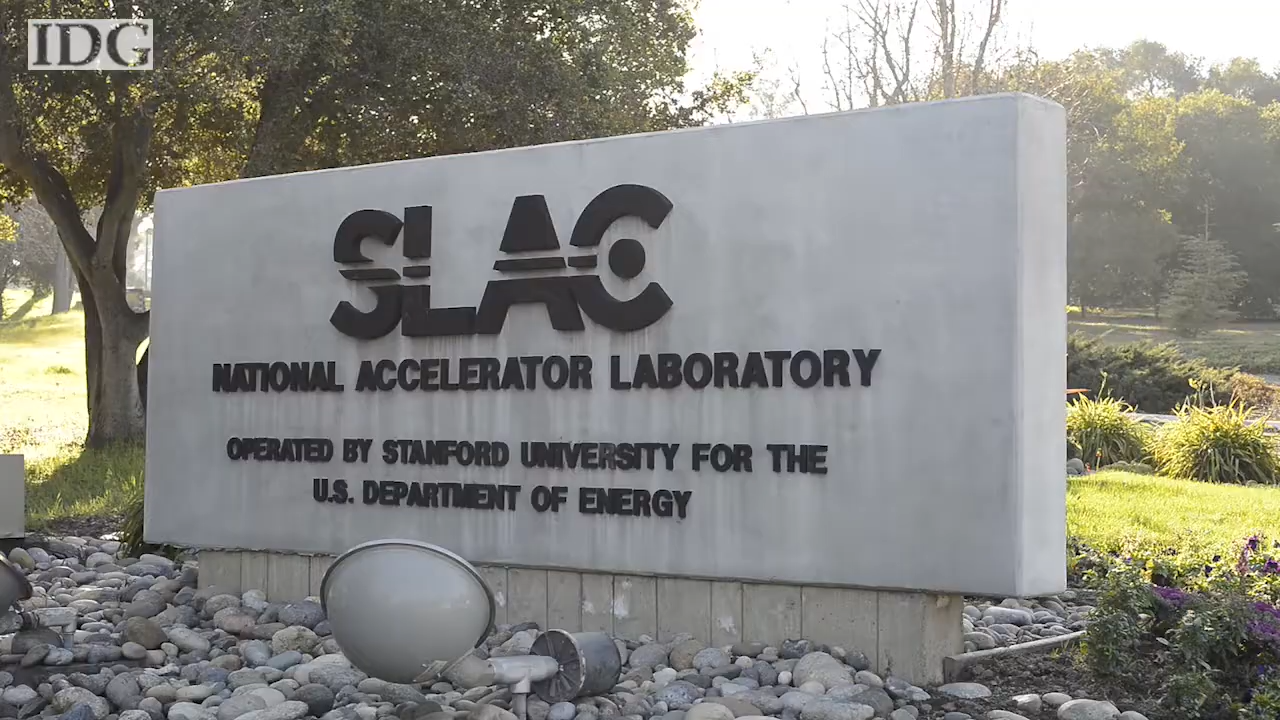 IDG
SLAC
NATIONAL ACCELERATOR LABORATORY
OPERATED BY STANFORD UNIVERSITY FOR THE
U.S. DEPARTMENT OF ENERGY